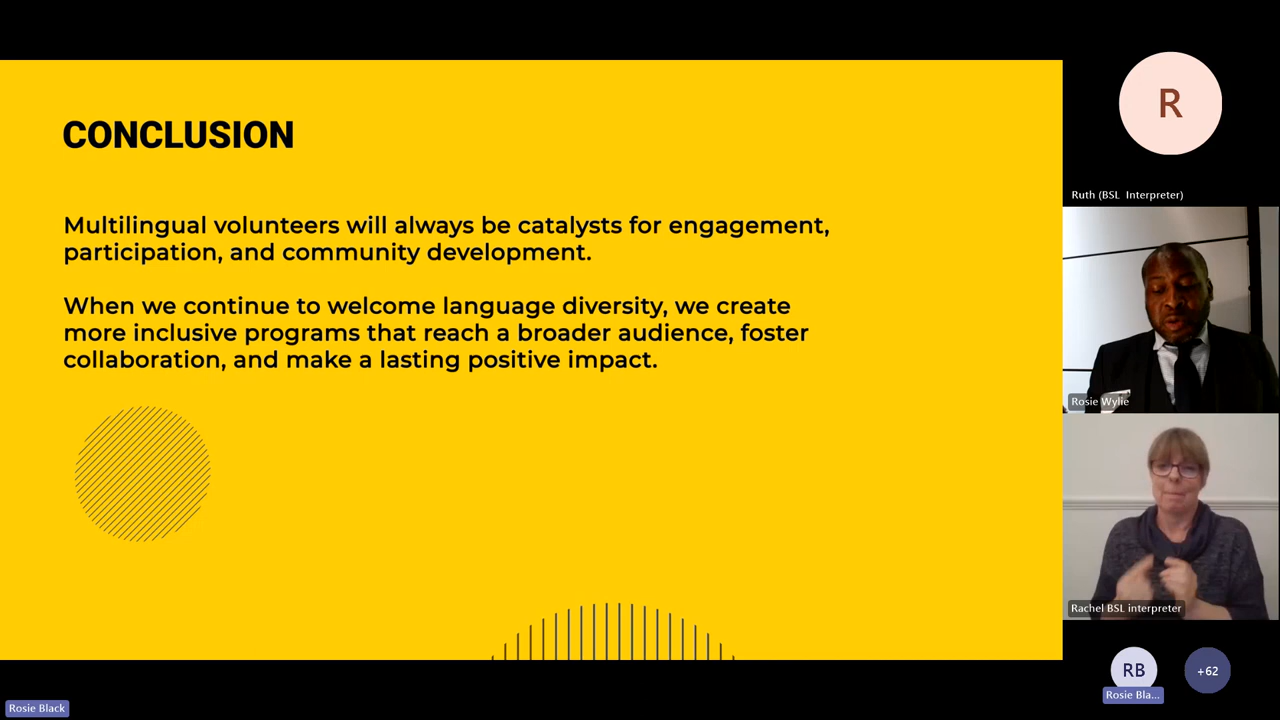 CONCLUSION
Multilingual volunteers will always be catalysts for engagement,
participation, and community development.
When we continue to welcome language diversity, we create
more inclusive programs that reach a broader audience, foster
collaboration, and make a lasting positive impact.
R
Ruth (BSL Interpreter)
Rosie Wylie
Rachel BSL interpreter
RB
+62
Rosie Bla...
Rosie Black